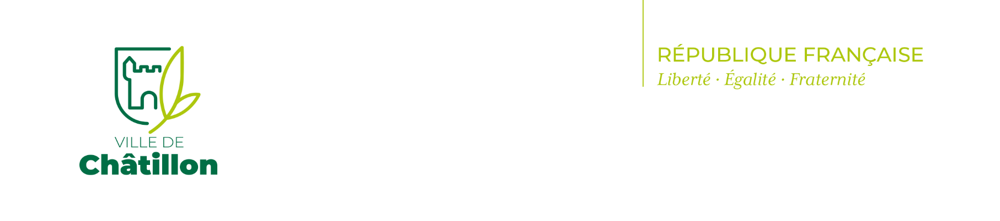 RÉPUBLIQUE FRANÇAISE
Liberté · Égalité · Fraternité
VILLE DE
Châtillon